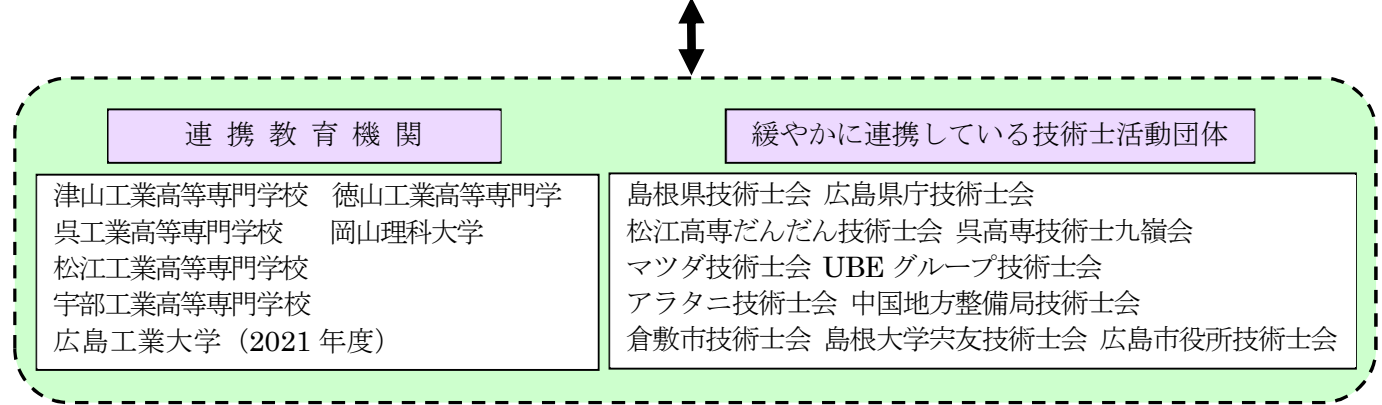 連携教育機関
津山工業高等専門学校　徳山工業高等専門学
呉工業高等専門学校　岡山理科大学
松江工業高等専門学校
宇部工業高等専門学校
広島工業大学（2021 年度）
緩やかに連携している技術士活動団体
島根県技術士会 広島県庁技術士会
松江高専だんだん技術士会 呉高専技術士九嶺会
マツダ技術士会 UBE グループ技術士会
アラタニ技術士会 中国地方整備局技術士会
倉敷市技術士会 島根大学宍友技術士会 広島市役所技術士会